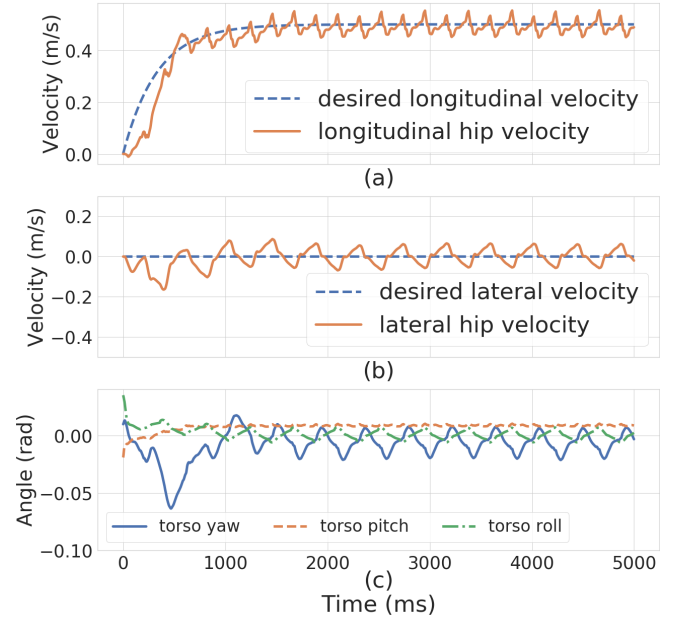 Velocity (m/s)
0.4
0.2
0.0
desired longitudinal velocity
longitudinal hip velocity
(a)
Velocity (m/s)
0.2
0.0
−0.2
−0.4
desired lateral velocity
lateral hip velocity
(b)
Angle (rad)
0.00
−0.05
−0.10
torso yaw torso pitch torso roll
0 1000 2000 3000 4000 5000
(c)
Time (ms)